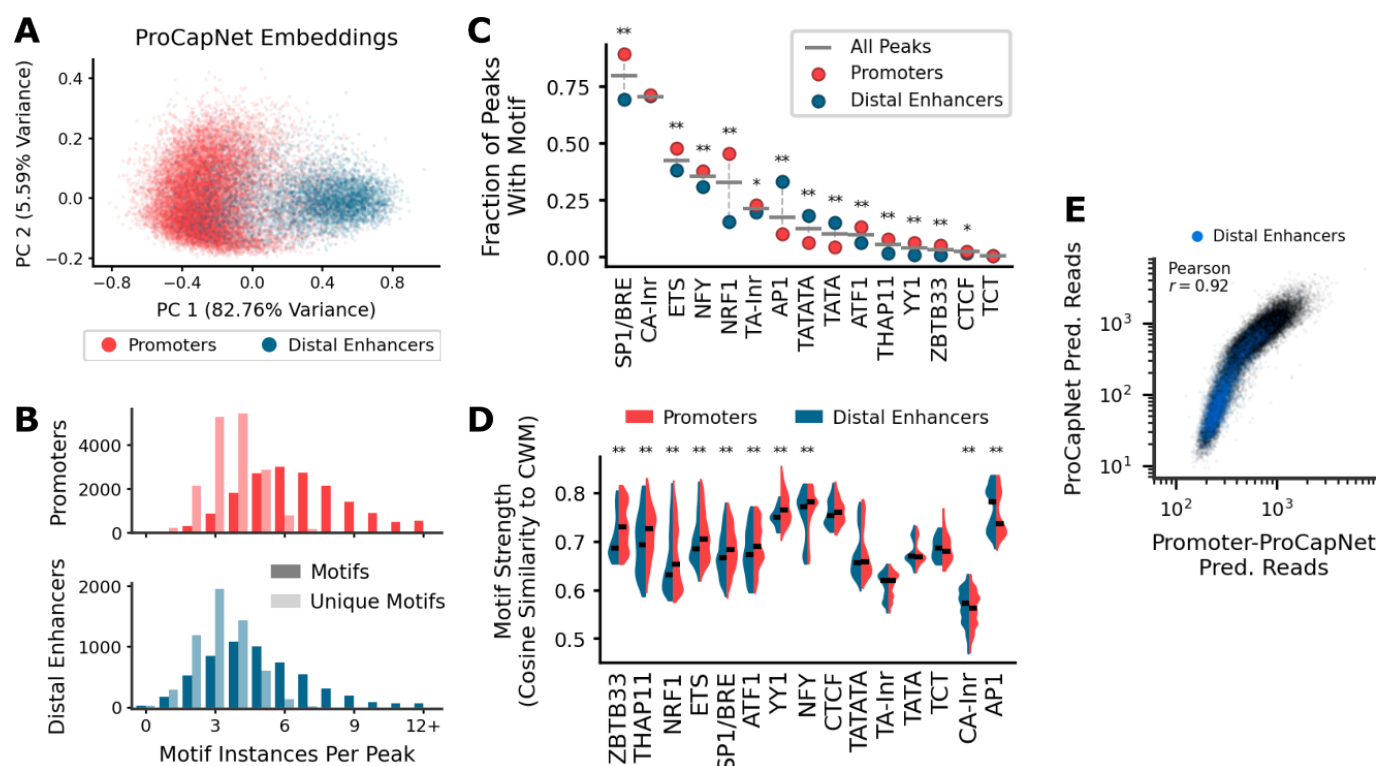 A
ProCapNet Embeddings
PC 2 (5.59% Variance)
0.4
0.2
0.0
−0.2
−0.8
−0.4
0.0
0.4
0.8
PC 1 (82.76% Variance)
Promoters
Distal Enhancers
B
Promoters
4000
2000
0
Distal Enhancers
2000
1000
0
Motifs
Unique Motifs
0
3
6
9
12+
Motif Instances Per Peak
C
Fraction of Peaks
With Motif
0.75
0.50
0.25
0.00
**
**
**
**
*
**
**
**
**
**
**
**
*
All Peaks
Promoters
Distal Enhancers
SP1/BRE
CA-Inr
ETS
NFY
NRF1
TA-Inr
AP1
TATATA
TATA
ATF1
THAP11
YY1
ZBTB33
CTCF
TCT
D
Promoters
Distal Enhancers
Motif Strength
(Cosine Similarity to CWM)
0.8
0.7
0.6
0.5
**
**
**
**
**
**
**
**
**
**
ZBTB33
THAP11
NRF1
ETS
SP1/BRE
ATF1
YY1
NFY
CTCF
TATATA
TA-Inr
TATA
TCT
CA-Inr
AP1
E
Distal Enhancers
Pearson
r = 0.92
ProCapNet Pred. Reads
10³
10²
10¹
10²
10³
Promoter-ProCapNet
Pred. Reads